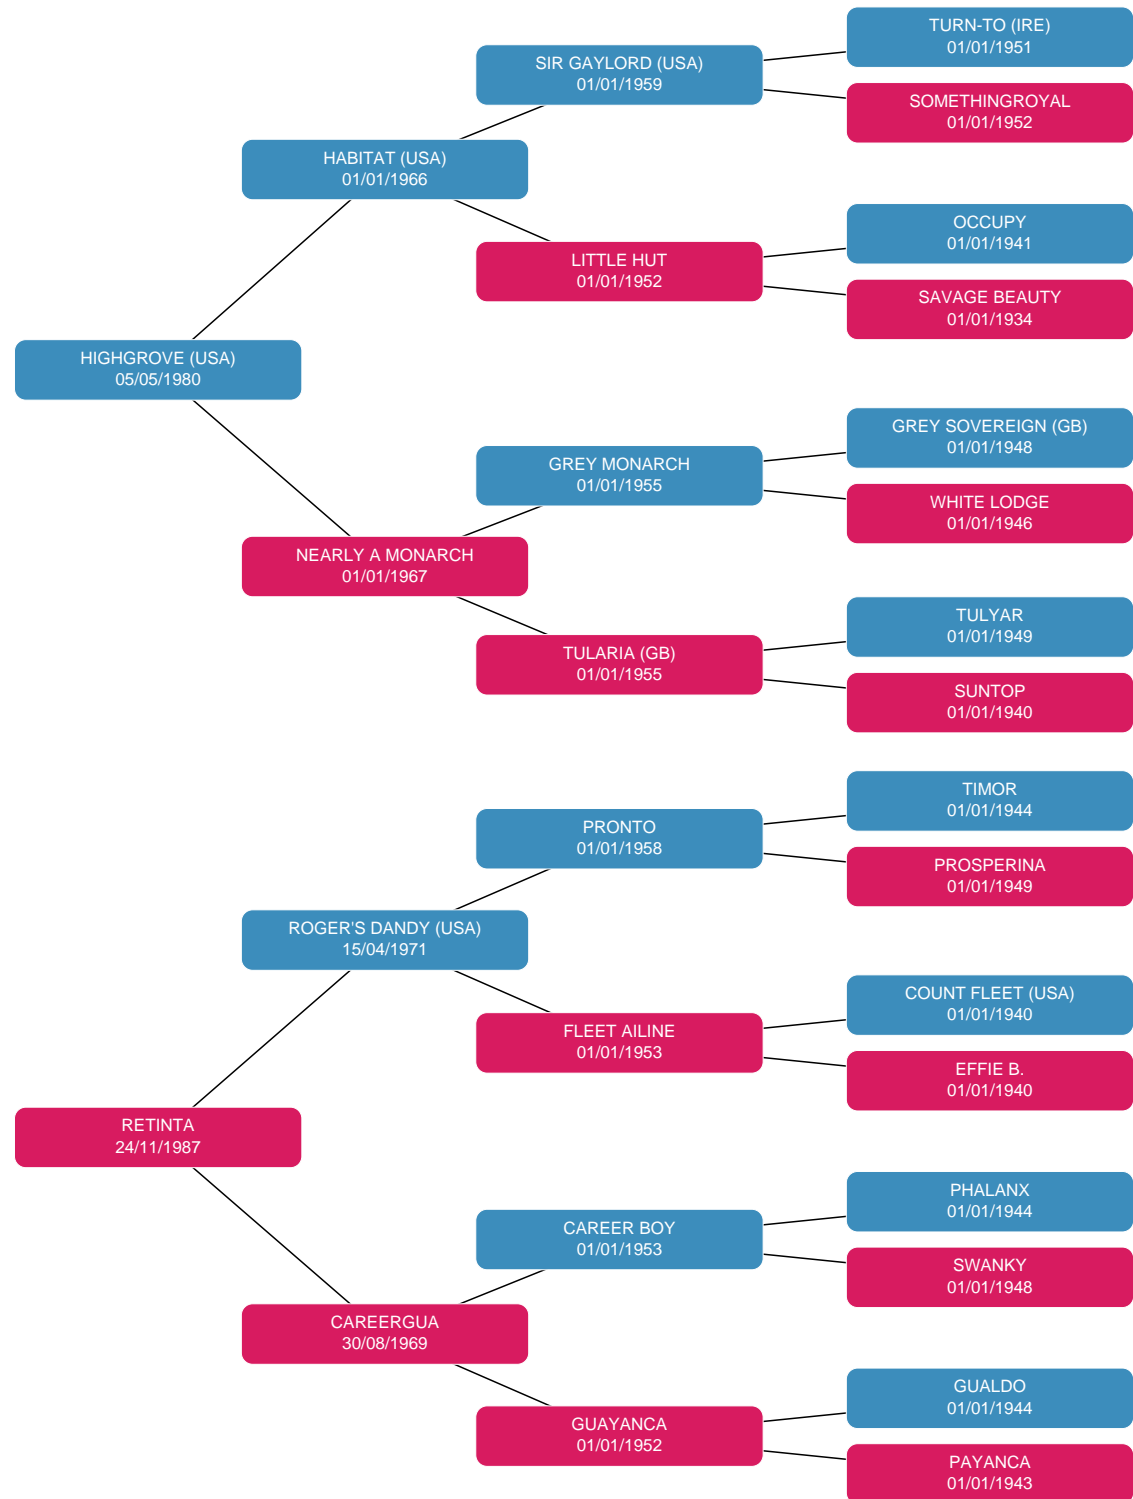 TURN-TO (IRE)
01/01/1951
SIR GAYLORD (USA)
01/01/1959
SOMETHINGROYAL
01/01/1952
HABITAT (USA)
01/01/1966
OCCUPY
01/01/1941
LITTLE HUT
01/01/1952
SAVAGE BEAUTY
01/01/1934
HIGHGROVE (USA)
05/05/1980
GREY SOVEREIGN (GB)
01/01/1948
GREY MONARCH
01/01/1955
WHITE LODGE
01/01/1946
NEARLY A MONARCH
01/01/1967
TULYAR
01/01/1949
TULARIA (GB)
01/01/1955
SUNTOP
01/01/1940
TIMOR
01/01/1944
PRONTO
01/01/1958
PROSPERINA
01/01/1949
ROGER'S DANDY (USA)
15/04/1971
COUNT FLEET (USA)
01/01/1940
FLEET AILINE
01/01/1953
EFFIE B.
01/01/1940
RETINTA
24/11/1987
PHALANX
01/01/1944
CAREER BOY
01/01/1953
SWANKY
01/01/1948
CAREERGUA
30/08/1969
GUALDO
01/01/1944
GUAYANCA
01/01/1952
PAYANCA
01/01/1943